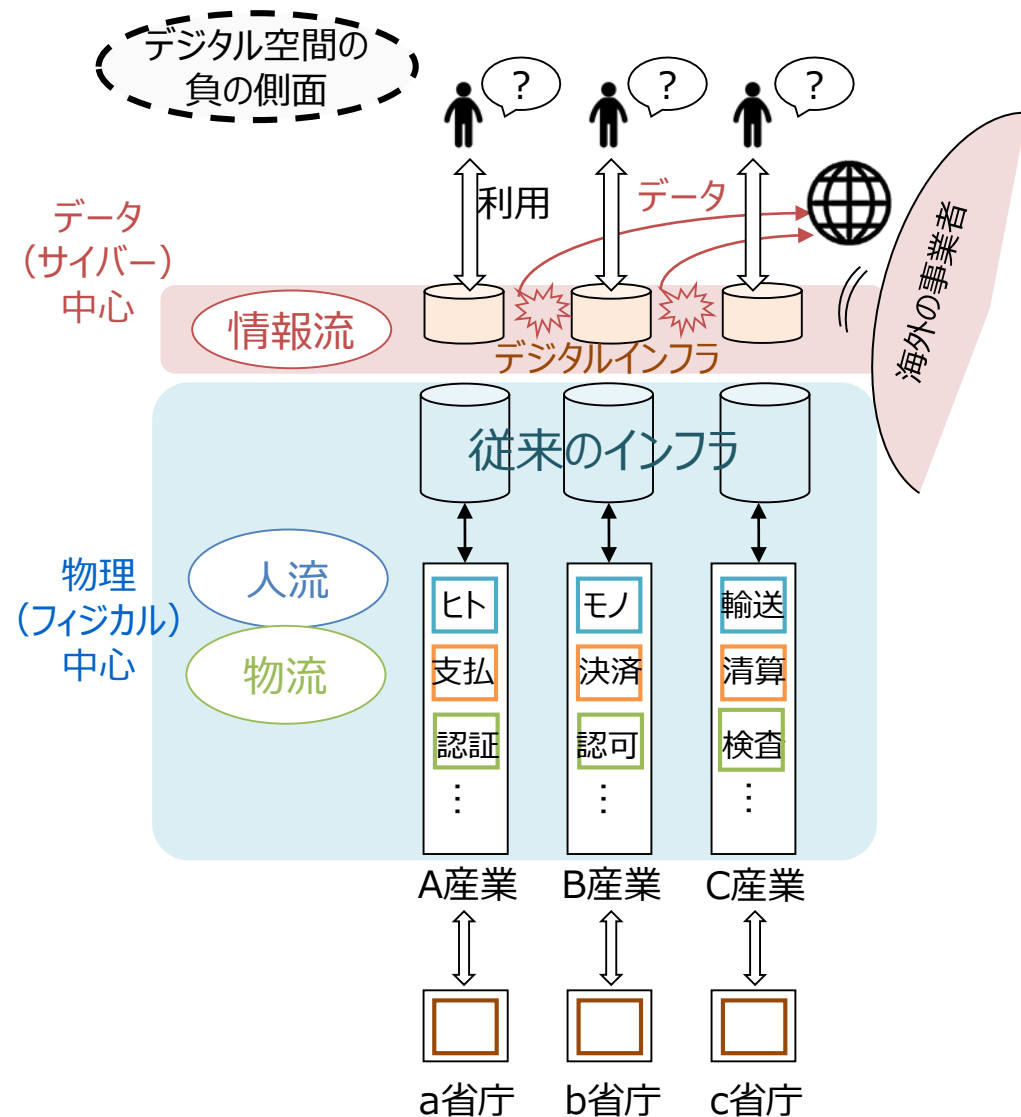 デジタル空間の
負の側面
?
?
?
利用
データ
データ
（サイバー）
中心
海外の事業者
情報流
デジタルインフラ
従来のインフラ
物理
（フィジカル）
中心
人流
物流
ヒト
モノ
輸送
支払
決済
清算
認証
認可
検査
⋮
⋮
⋮
A産業
B産業
C産業
a省庁
b省庁
c省庁